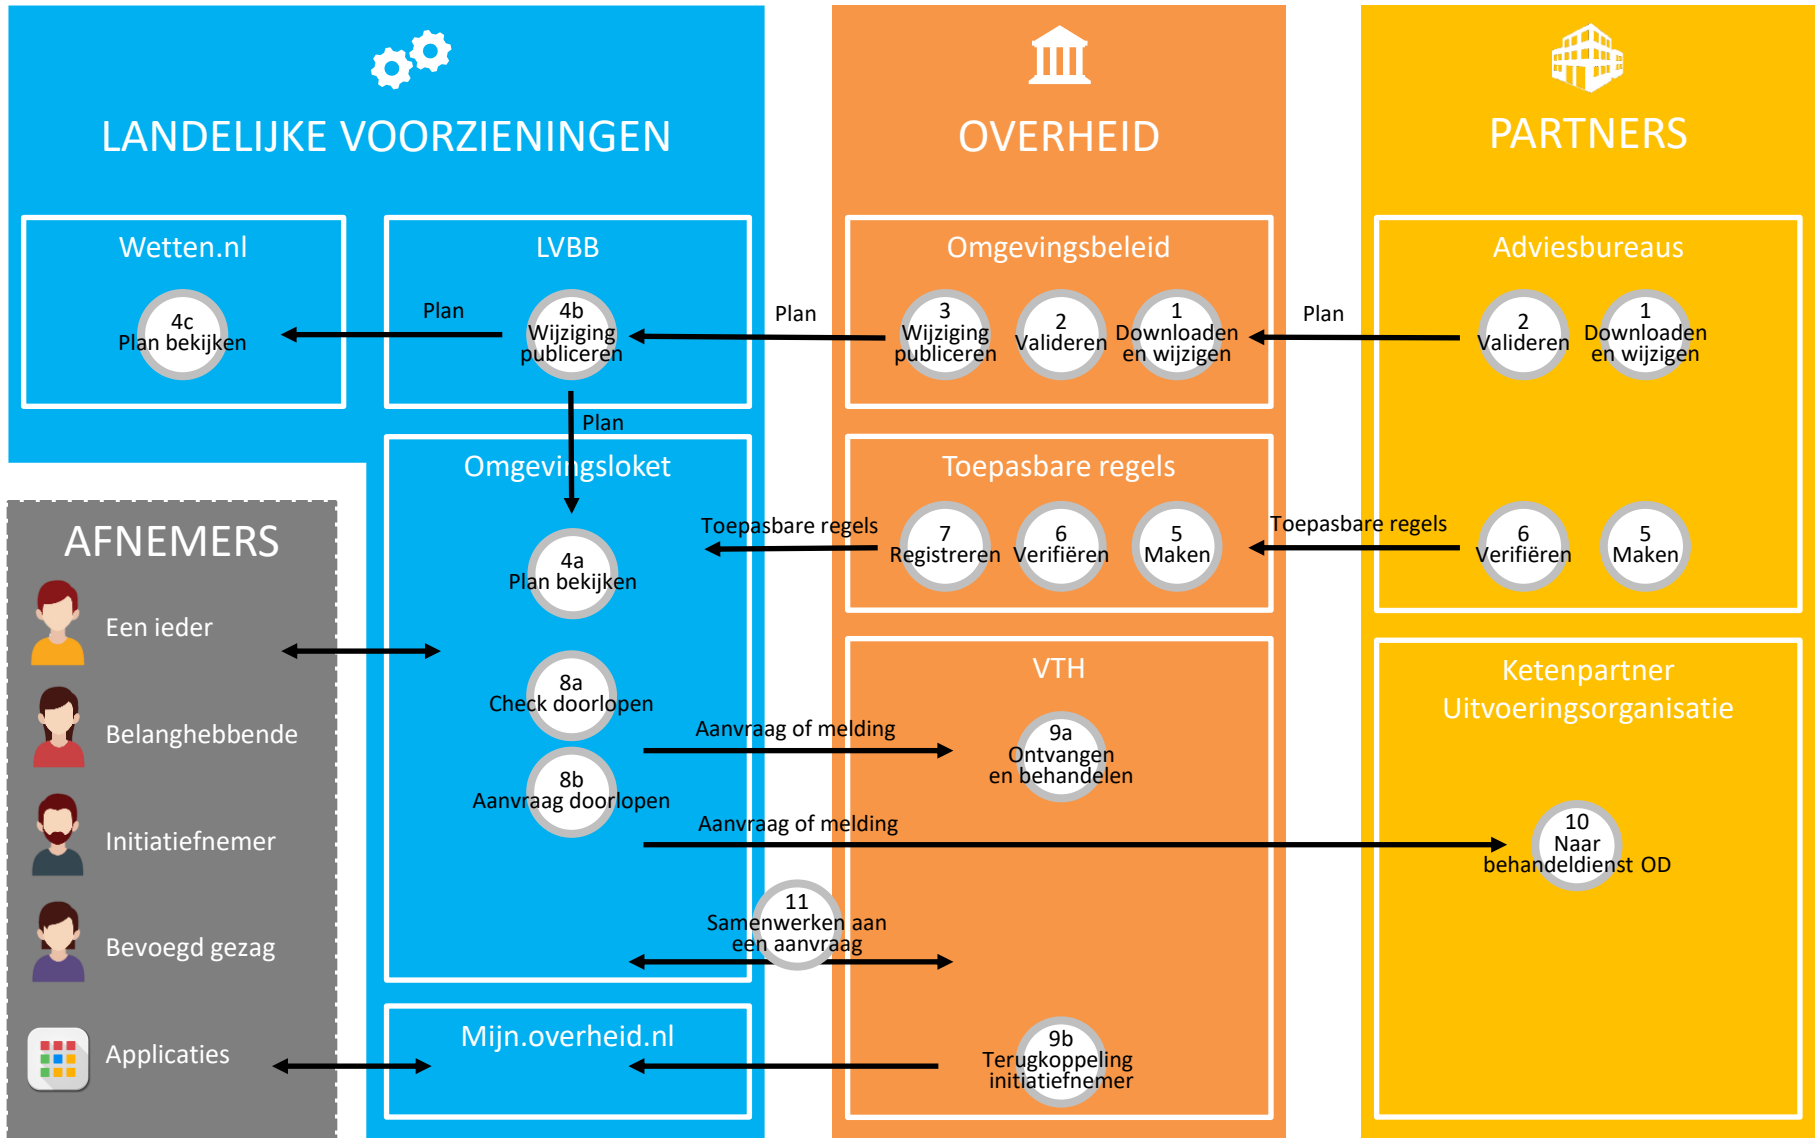 LANDELIJKE VOORZIENINGEN
Wetten.nl
4c
Plan bekijken
Plan
LVBB
4b
Wijziging
publiceren
Plan
Omgevingsloket
4a
Plan bekijken
8a
Check doorlopen
8b
Aanvraag doorlopen
Mijn.overheid.nl
AFNEMERS
Een ieder
Belanghebbende
Initiatiefnemer
Bevoegd gezag
Applicaties
Plan
Toepasbare regels
Aanvraag of melding
Aanvraag of melding
11
Samenwerken aan
een aanvraag
OVERHEID
Omgevingsbeleid
3
Wijziging
publiceren
2
Valideren
1
Downloaden
en wijzigen
Toepasbare regels
7
Registreren
6
Verifiëren
5
Maken
VTH
9a
Ontvangen
en behandelen
9b
Terugkoppeling
initiatiefnemer
Plan
Toepasbare regels
PARTNERS
Adviesbureaus
2
Valideren
1
Downloaden
en wijzigen
6
Verifiëren
5
Maken
Ketenpartner
Uitvoeringsorganisatie
10
Naar
behandeldienst OD